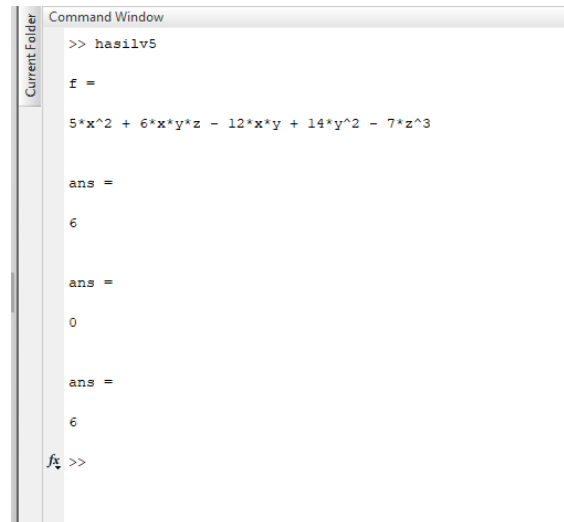 Current Folder
Command Window
>> hasilv5
f =
5*x^2 + 6*x*y*z - 12*x*y + 14*y^2 - 7*z^3
ans =
6
ans =
0
ans =
6
fx >>